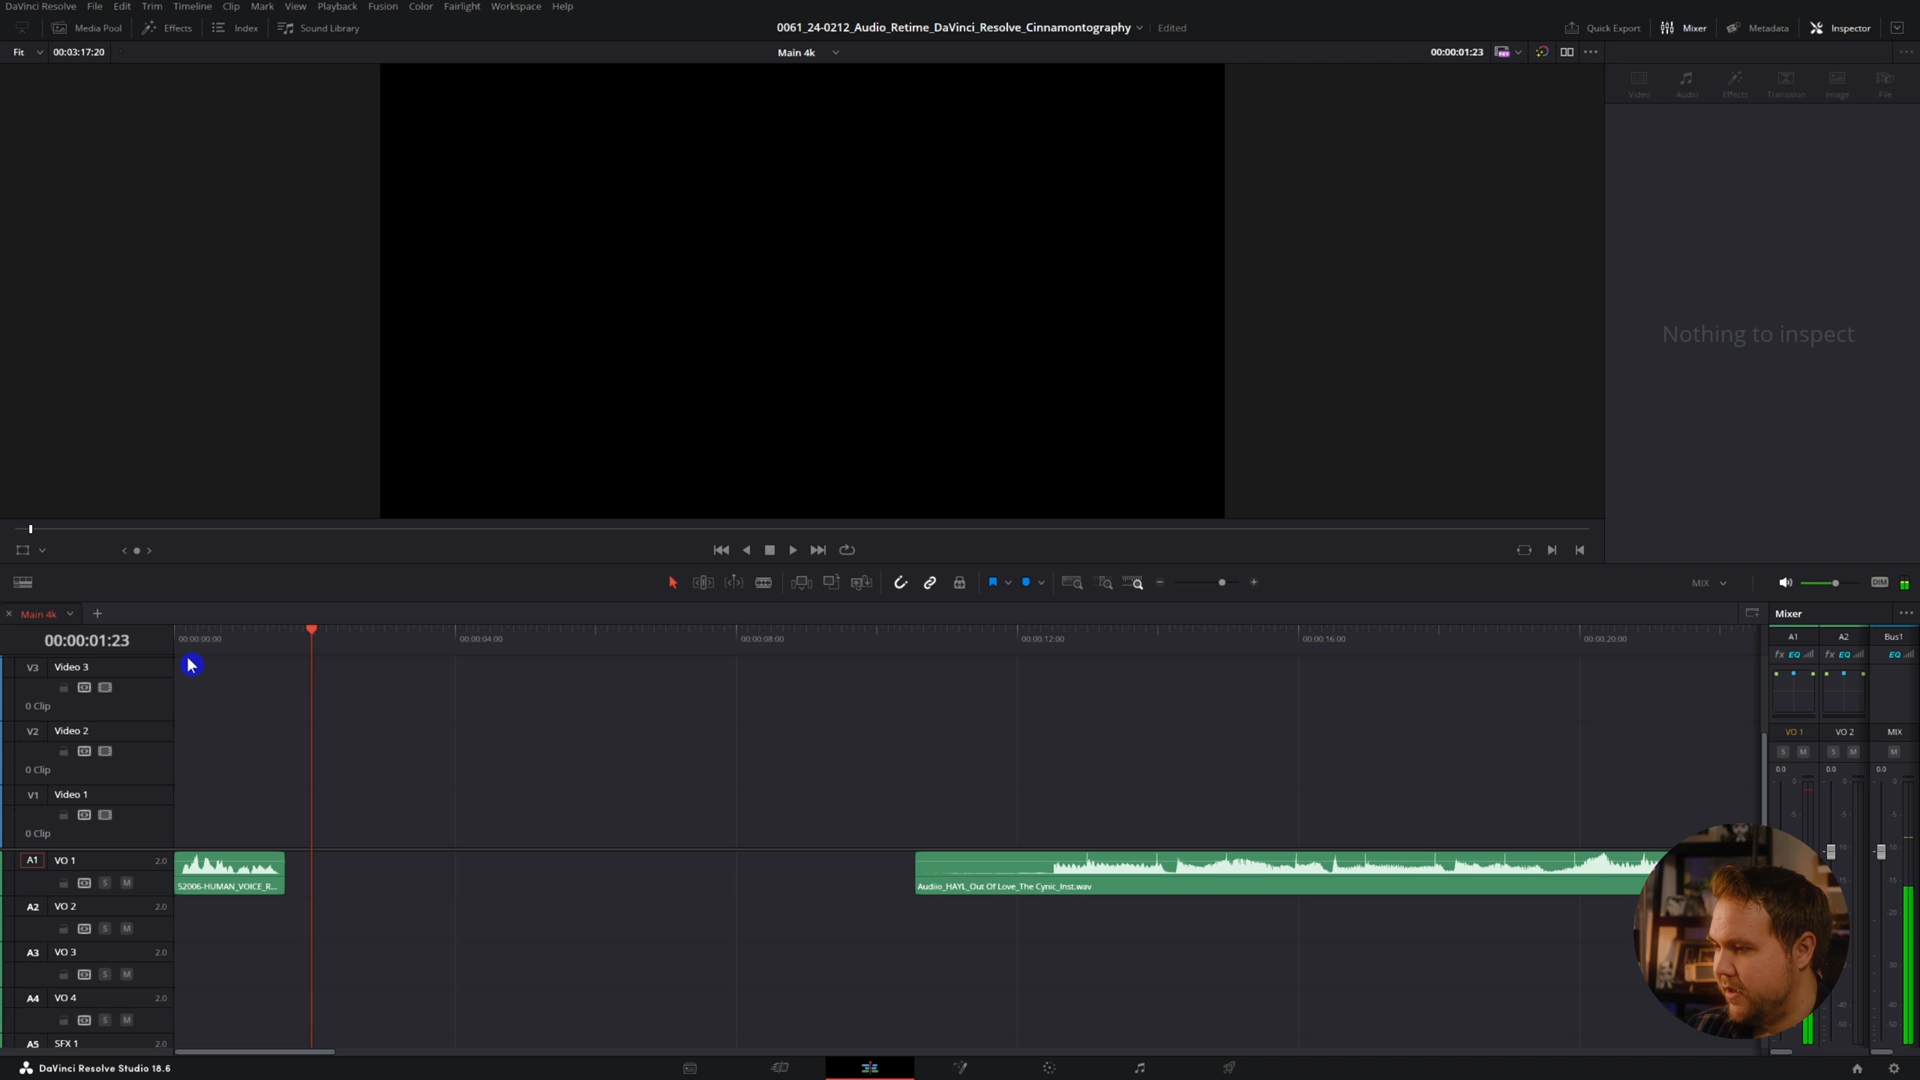 DaVinci Resolve File Edit Trim Timeline Clip Mark View Playback Fusion Color Fairlight Workspace Help
Media Pool Effects Index Sound Library
0061_24-0212_Audio_Retime_DaVinci_Resolve_Cinnamontography Edited
Quick Export Mixer Metadata Inspector
Fit 00:03:17:20
Main 4k
00:00:01:23
Video Audio Effects Transition Image File
Nothing to inspect
MIX
DIM
Main 4k
Mixer
00:00:01:23
00:00:00:00 00:00:04:00 00:00:08:00 00:00:12:00 00:00:16:00 00:00:20:00
A1 A2 Bus1
fx EQ fx EQ EQ
V3 Video 3
0 Clip
V2 Video 2
0 Clip
V1 Video 1
0 Clip
VO 1 VO 2 MIX
S M S M M
0.0 0.0 0.0
A1 VO 1 2.0
S M
S2006-HUMAN_VOICE_R...
Audiio_HAYL_Out Of Love_The Cynic_Inst.wav
A2 VO 2 2.0
S M
A3 VO 3 2.0
S M
A4 VO 4 2.0
S M
A5 SFX 1 2.0
DaVinci Resolve Studio 18.6